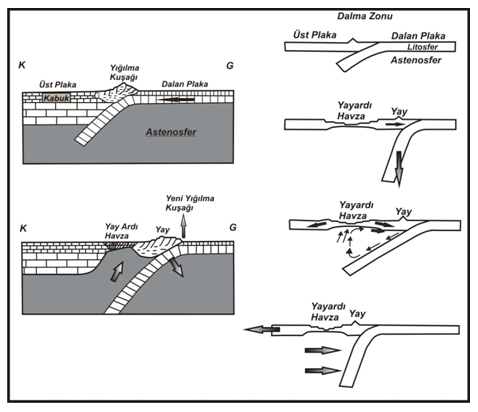 K
G
Yığılma
Kuşağı
Üst Plaka
Dalan Plaka
Kabuk
Astenosfer
Yeni Yığılma
Kuşağı
K
G
Yay Ardı
Havza
Yay
Dalma Zonu
Üst Plaka
Dalan Plaka
Litosfer
Astenosfer
Yayardı
Havza
Yay
Yayardı
Havza
Yay
Yayardı
Havza
Yay